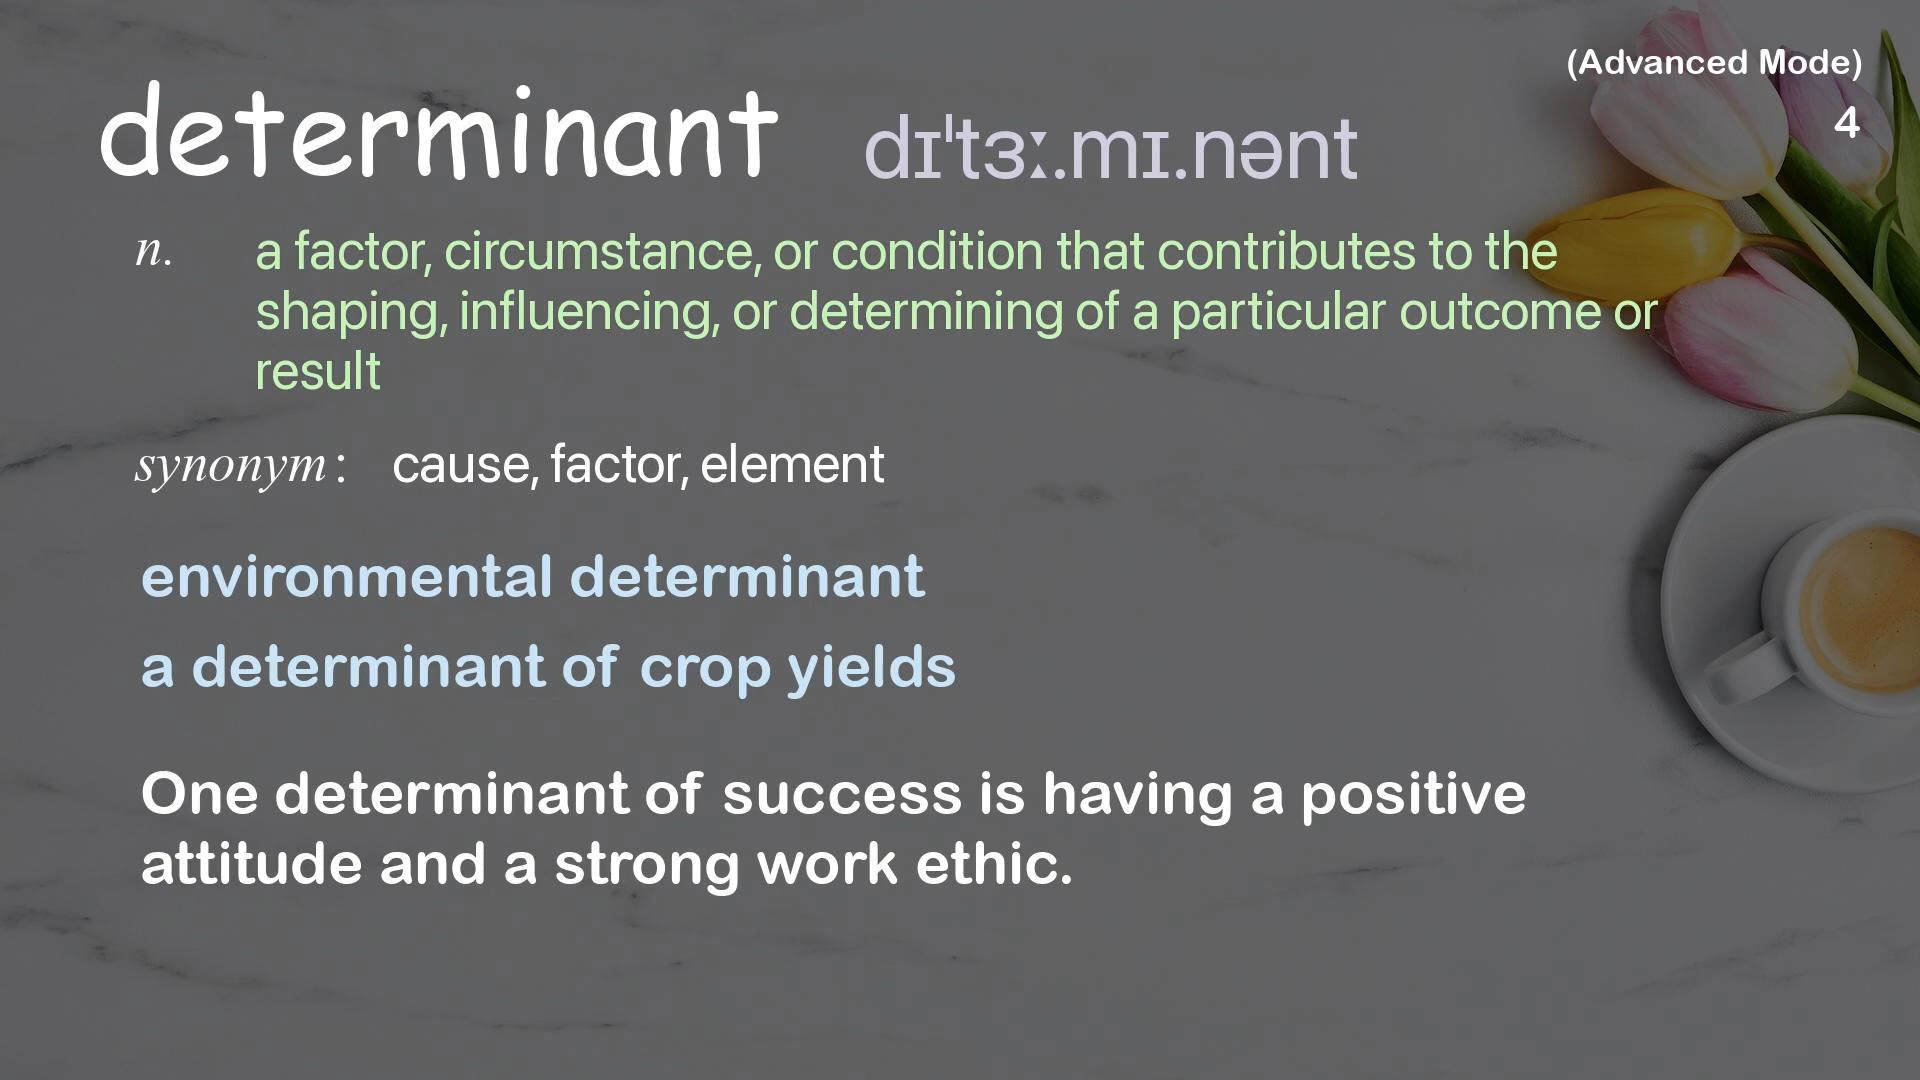 (Advanced Mode)
4
determinant dɪˈtɜː.mɪ.nənt
n. a factor, circumstance, or condition that contributes to the
shaping, influencing, or determining of a particular outcome or
result
synonym: cause, factor, element
environmental determinant
a determinant of crop yields
One determinant of success is having a positive
attitude and a strong work ethic.